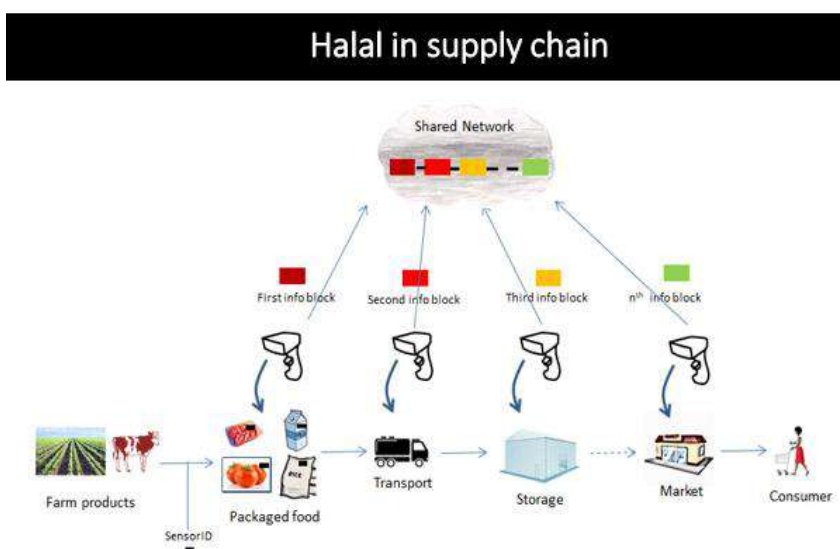 Halal in supply chain
Shared Network
First info block
Second info block
Third info block
nth info block
RICE
Farm products
Packaged food
Transport
Storage
Market
Consumer
SensorID